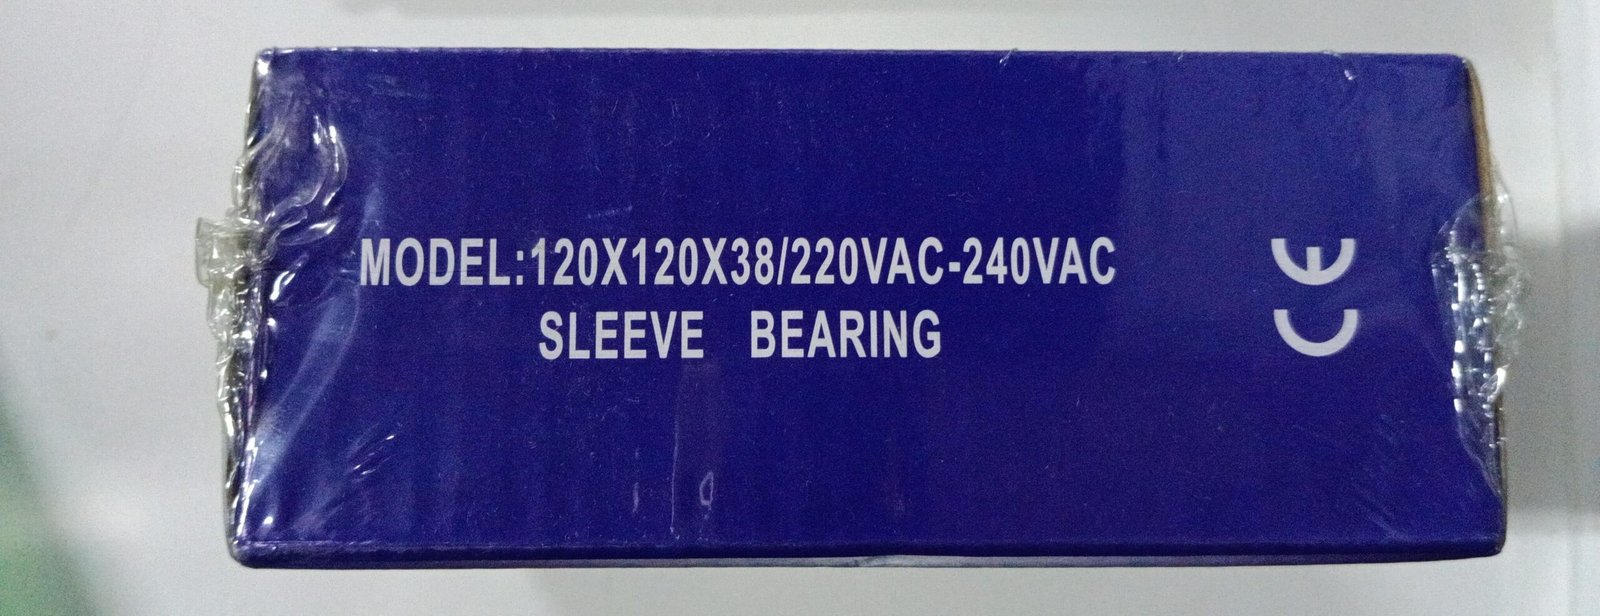 MODEL:120X120X38/220VAC-240VAC
SLEEVE BEARING
CE